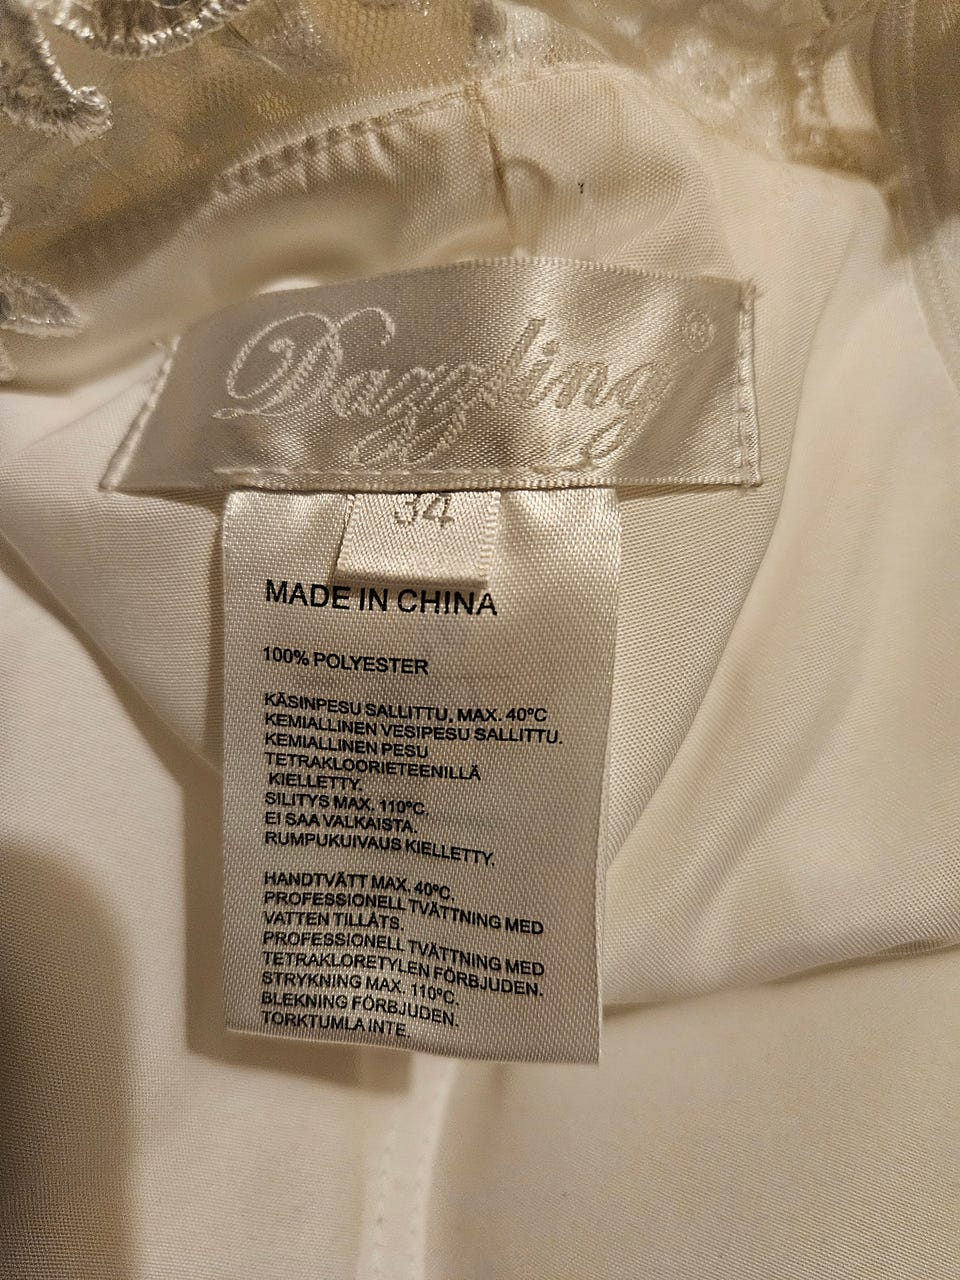 Dazzling®
34
MADE IN CHINA
100% POLYESTER
KÄSINPESU SALLITTU, MAX. 40°C
KEMIALLINEN VESIPESU SALLITTU.
KEMIALLINEN PESU
TETRAKLOORIETEENILLÄ
KIELLETTY.
SILITYS MAX. 110°C.
EI SAA VALKAISTA.
RUMPUKUIVAUS KIELLETTY.
HANDTVÄTT MAX. 40°C.
PROFESSIONELL TVÄTTNING MED
VATTEN TILLÅTS.
PROFESSIONELL TVÄTTNING MED
TETRAKLORETYLEN FÖRBJUDEN.
STRYKNING MAX. 110°C.
BLEKNING FÖRBJUDEN.
TORKTUMLA INTE.